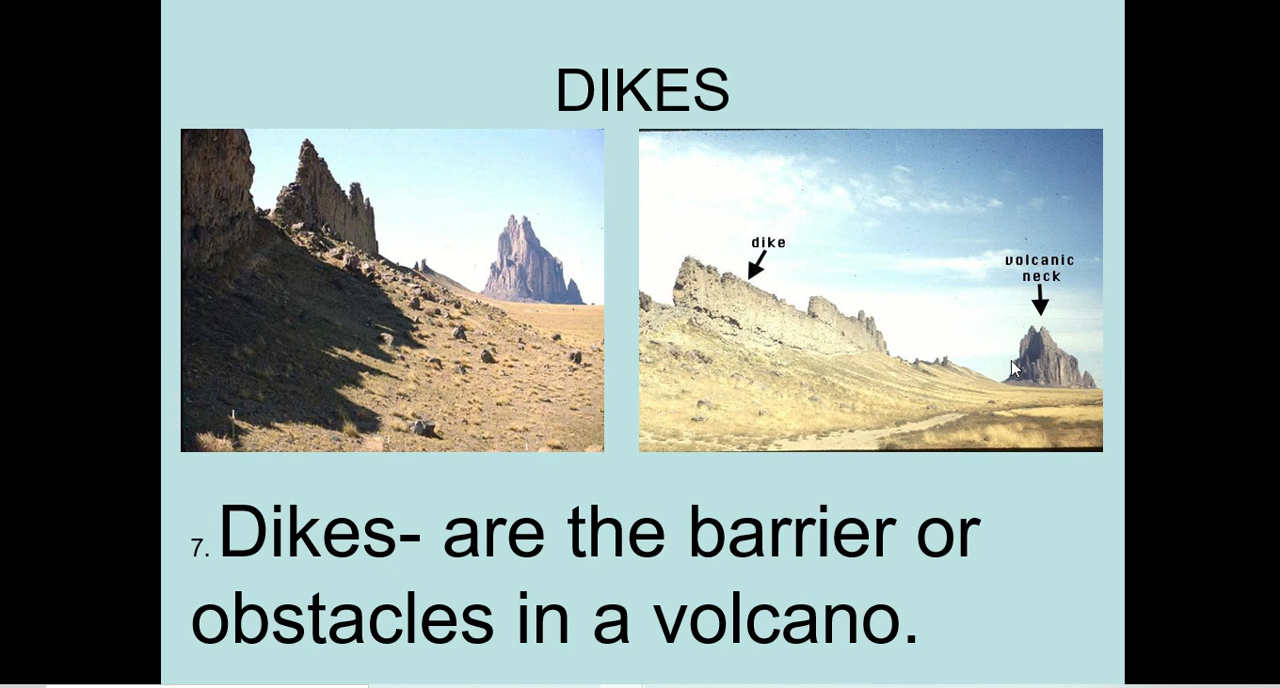 DIKES
dike
volcanic
neck
7. Dikes- are the barrier or
obstacles in a volcano.